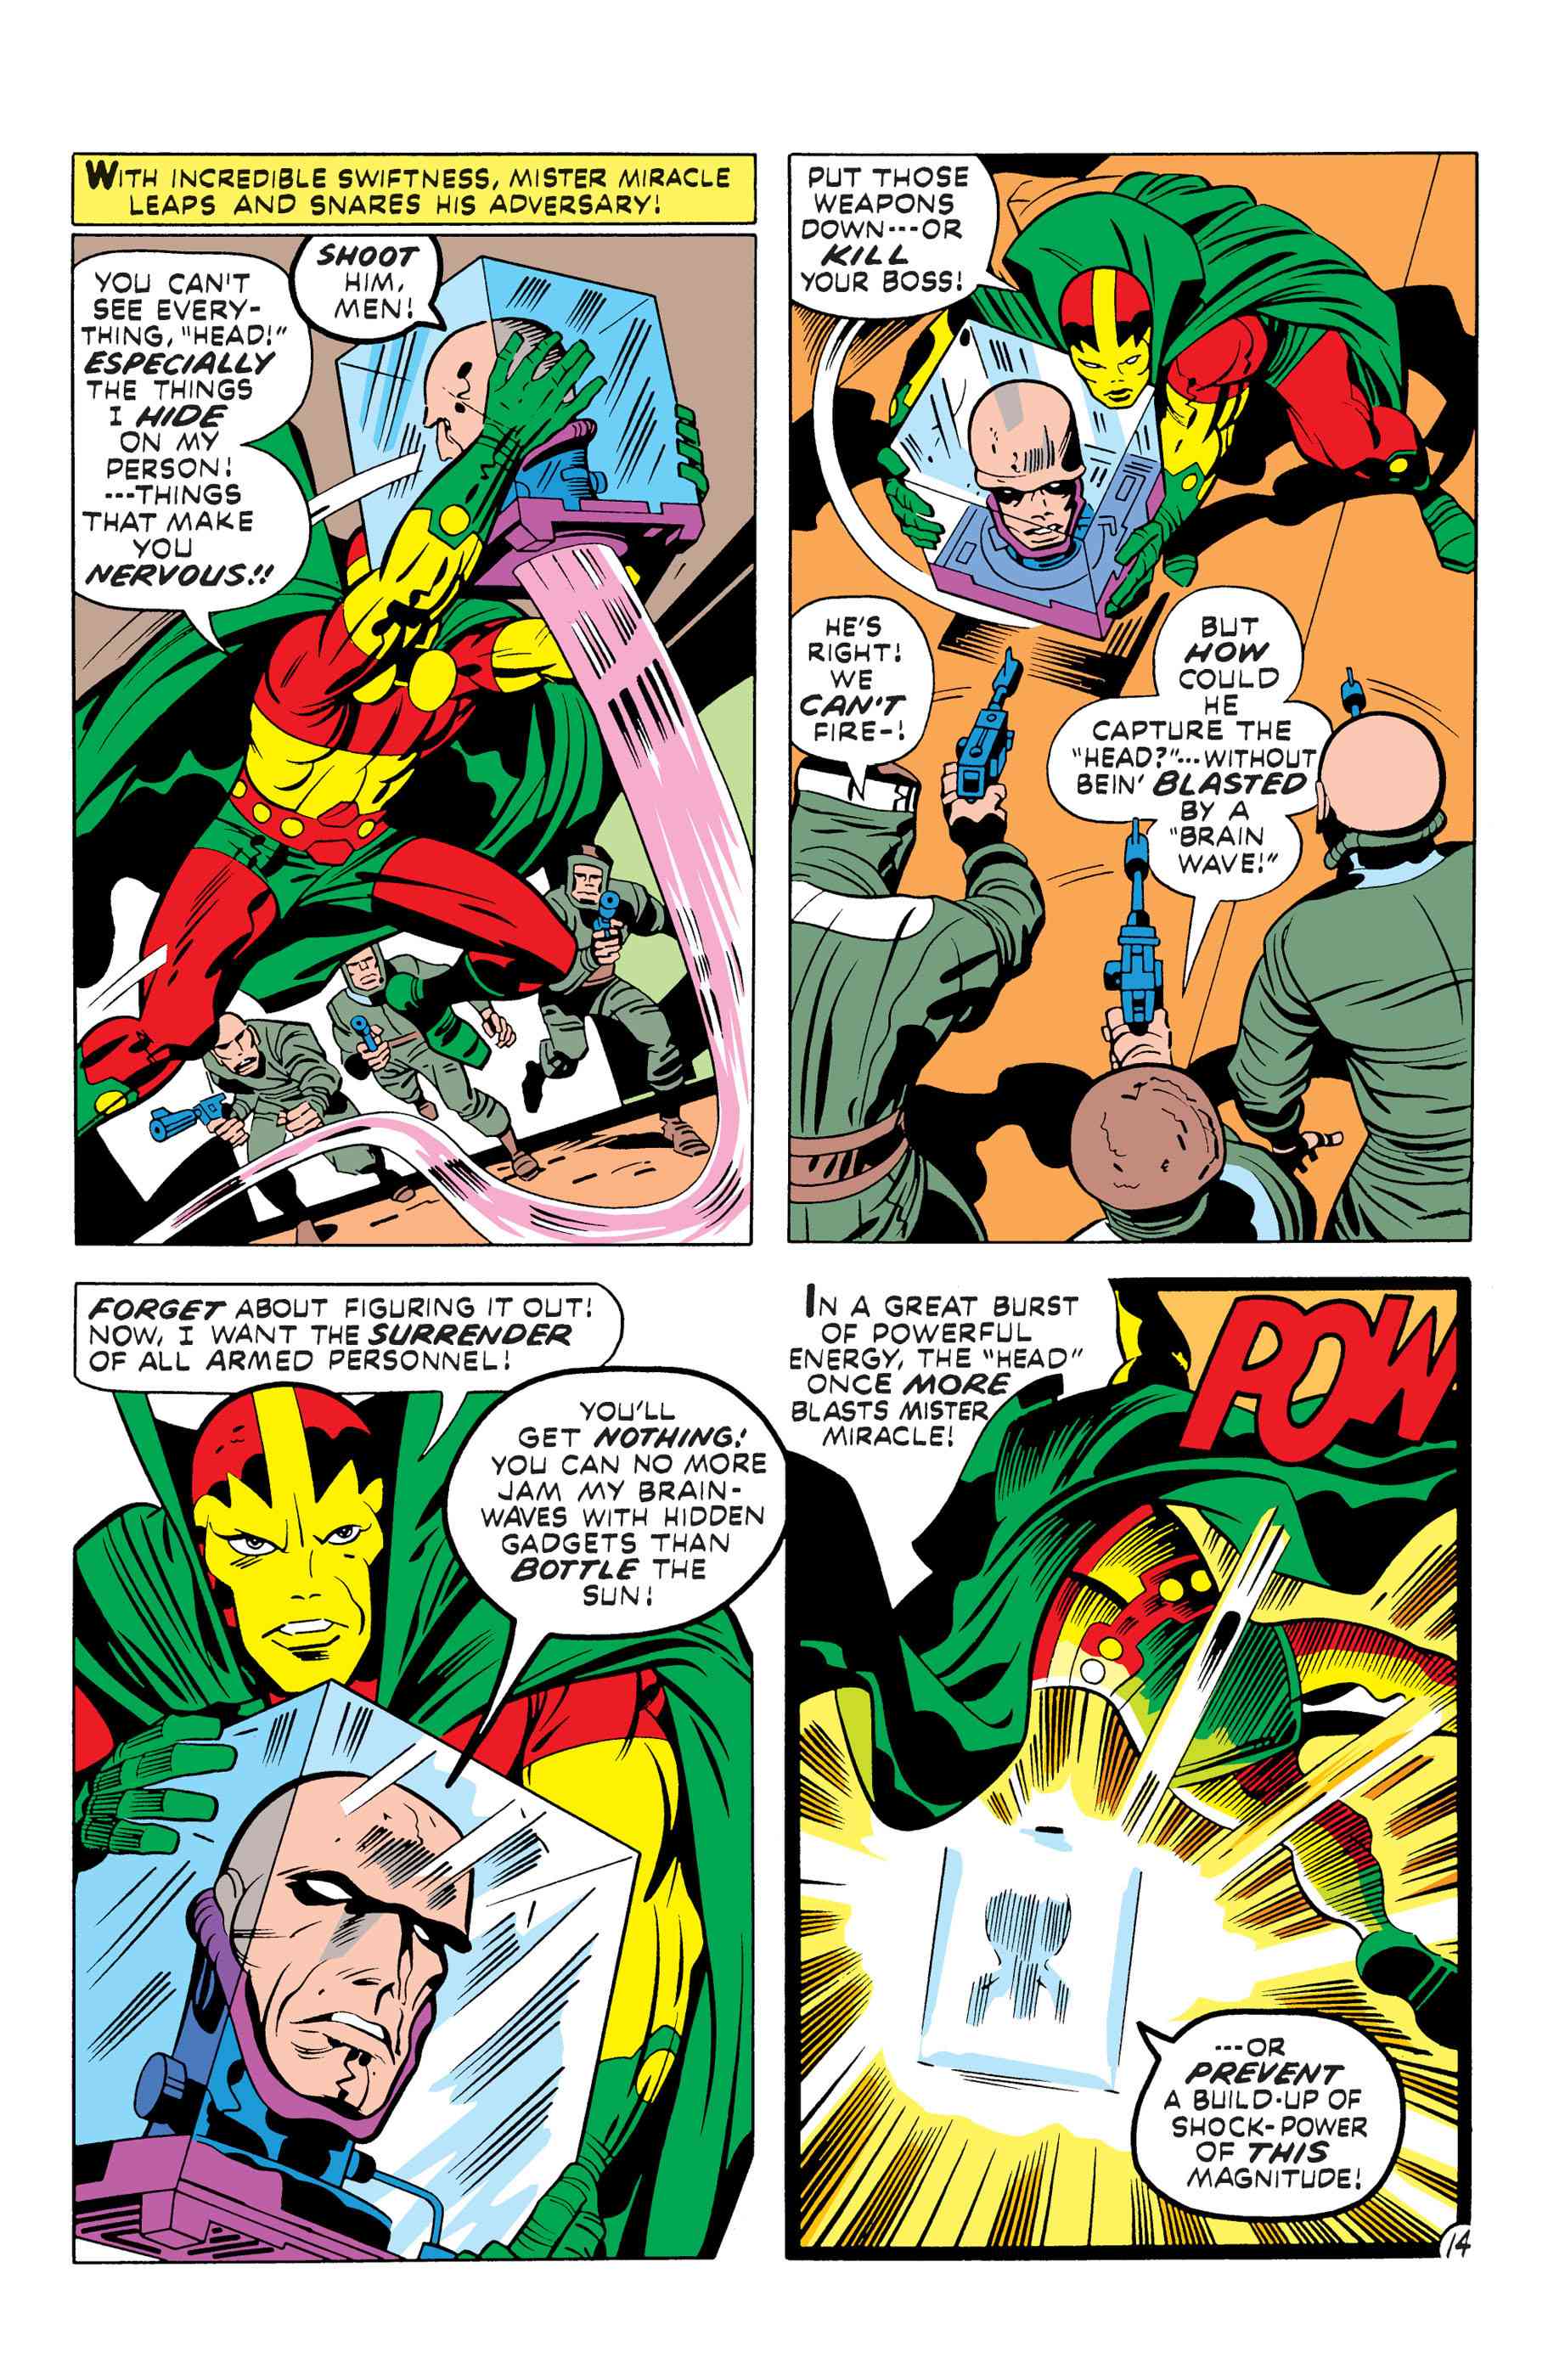 WITH INCREDIBLE SWIFTNESS, MISTER MIRACLE
LEAPS AND SNARES HIS ADVERSARY!
YOU CAN'T
SEE EVERY-
THING, "HEAD!"
ESPECIALLY
THE THINGS
I HIDE
ON MY
PERSON!
---THINGS
THAT MAKE
YOU
NERVOUS!!
SHOOT
HIM,
MEN!
PUT THOSE
WEAPONS
DOWN---OR
KILL
YOUR BOSS!
HE'S
RIGHT!
WE
CAN'T
FIRE-!
BUT
HOW
COULD
HE
CAPTURE THE
"HEAD?"---WITHOUT
BEIN' BLASTED
BY A
"BRAIN
WAVE!"
FORGET ABOUT FIGURING IT OUT!
NOW, I WANT THE SURRENDER
OF ALL ARMED PERSONNEL!
YOU'LL
GET NOTHING!
YOU CAN NO MORE
JAM MY BRAIN-
WAVES WITH HIDDEN
GADGETS THAN
BOTTLE THE
SUN!
IN A GREAT BURST
OF POWERFUL
ENERGY, THE "HEAD"
ONCE MORE
BLASTS MISTER
MIRACLE!
POW
---OR
PREVENT
A BUILD-UP OF
SHOCK-POWER
OF THIS
MAGNITUDE!
14